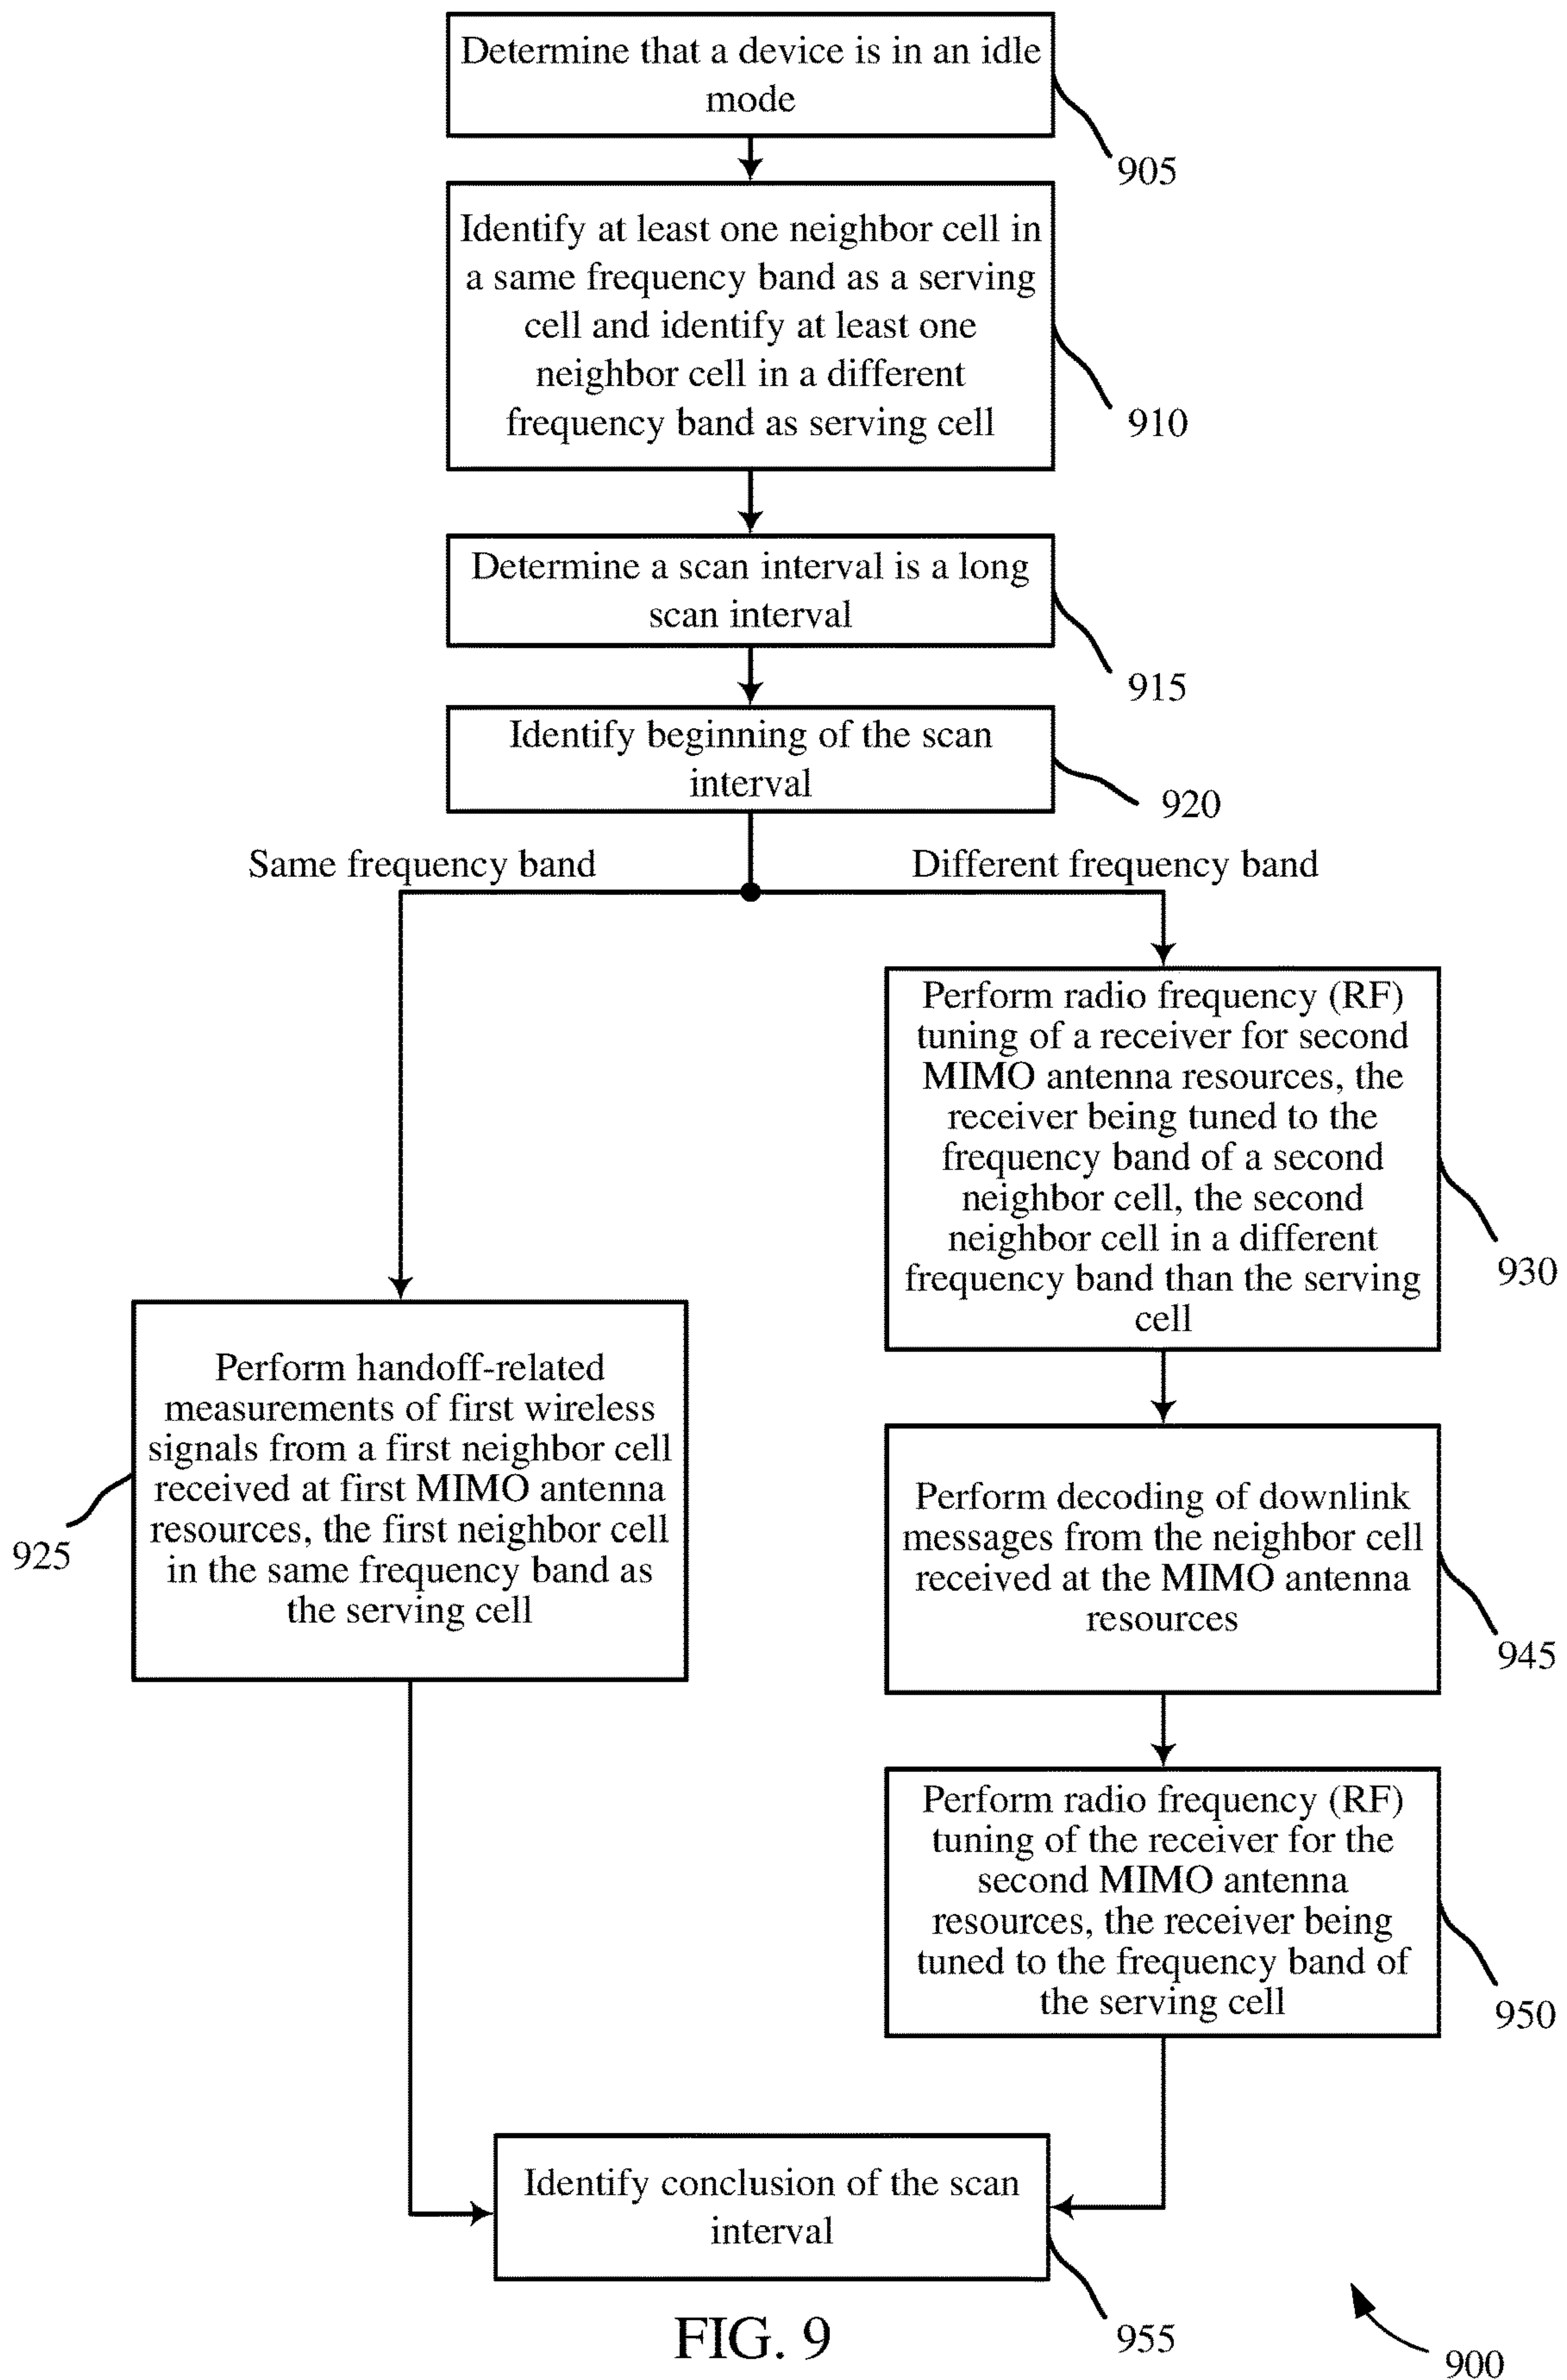 Determine that a device is in an idle
mode
905
Identify at least one neighbor cell in
a same frequency band as a serving
cell and identify at least one
neighbor cell in a different
frequency band as serving cell
910
Determine a scan interval is a long
scan interval
915
Identify beginning of the scan
interval
920
Same frequency band
Different frequency band
Perform radio frequency (RF)
tuning of a receiver for second
MIMO antenna resources, the
receiver being tuned to the
frequency band of a second
neighbor cell, the second
neighbor cell in a different
frequency band than the serving
cell
930
Perform handoff-related
measurements of first wireless
signals from a first neighbor cell
received at first MIMO antenna
resources, the first neighbor cell
in the same frequency band as
the serving cell
925
Perform decoding of downlink
messages from the neighbor cell
received at the MIMO antenna
resources
945
Perform radio frequency (RF)
tuning of the receiver for the
second MIMO antenna
resources, the receiver being
tuned to the frequency band of
the serving cell
950
Identify conclusion of the scan
interval
955
FIG. 9
900